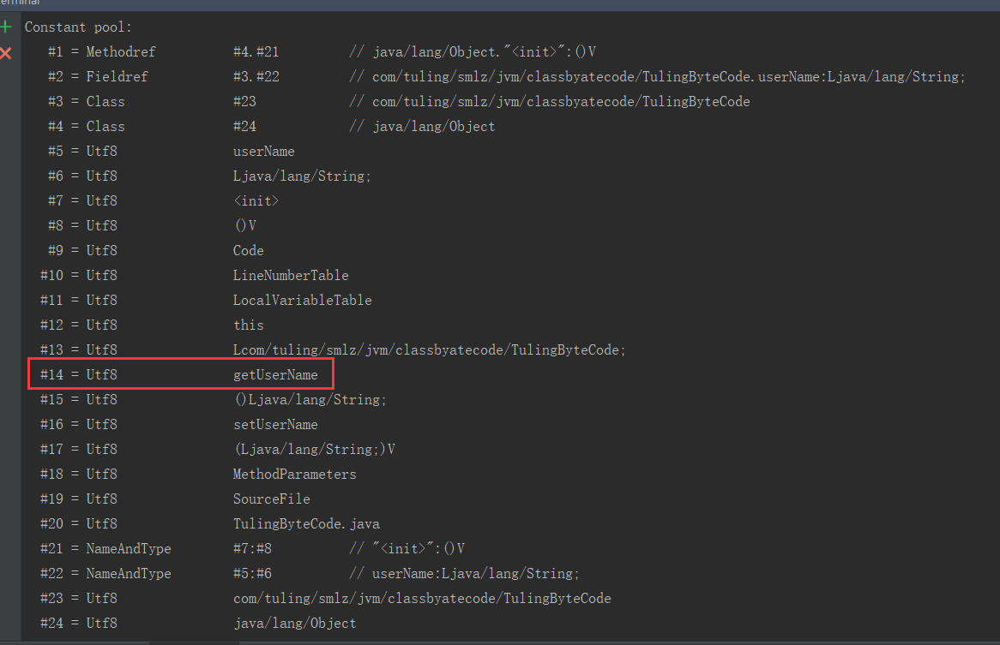 Terminal
Constant pool:
#1 = Methodref #4.#21 // java/lang/Object."<init>":()V
#2 = Fieldref #3.#22 // com/tuling/smlz/jvm/classbyatecode/TulingByteCode.userName:Ljava/lang/String;
#3 = Class #23 // com/tuling/smlz/jvm/classbyatecode/TulingByteCode
#4 = Class #24 // java/lang/Object
#5 = Utf8 userName
#6 = Utf8 Ljava/lang/String;
#7 = Utf8 <init>
#8 = Utf8 ()V
#9 = Utf8 Code
#10 = Utf8 LineNumberTable
#11 = Utf8 LocalVariableTable
#12 = Utf8 this
#13 = Utf8 Lcom/tuling/smlz/jvm/classbyatecode/TulingByteCode;
#14 = Utf8 getUserName
#15 = Utf8 ()Ljava/lang/String;
#16 = Utf8 setUserName
#17 = Utf8 (Ljava/lang/String;)V
#18 = Utf8 MethodParameters
#19 = Utf8 SourceFile
#20 = Utf8 TulingByteCode.java
#21 = NameAndType #7:#8 // "<init>":()V
#22 = NameAndType #5:#6 // userName:Ljava/lang/String;
#23 = Utf8 com/tuling/smlz/jvm/classbyatecode/TulingByteCode
#24 = Utf8 java/lang/Object